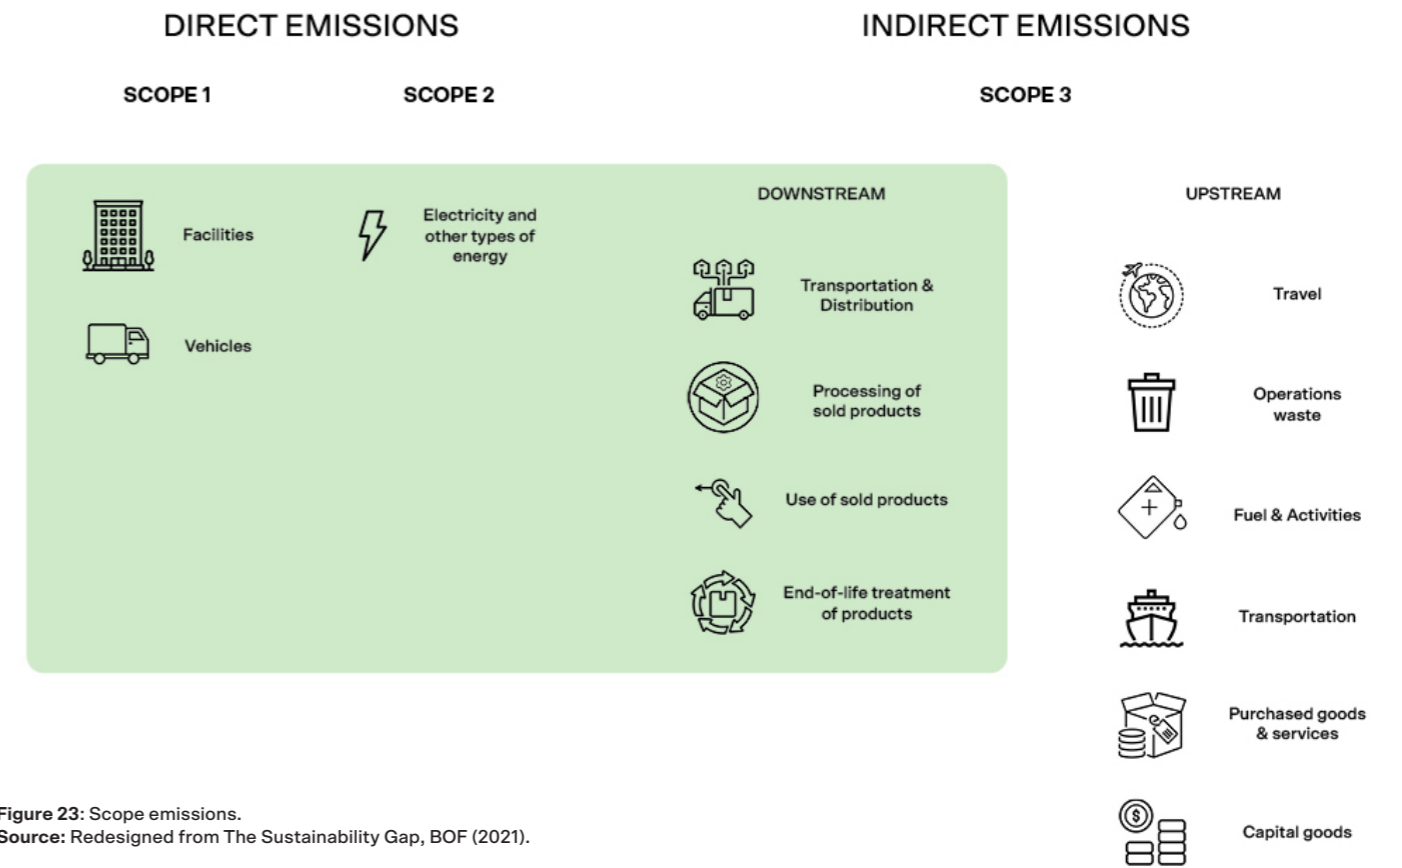 DIRECT EMISSIONS
INDIRECT EMISSIONS
SCOPE 1
SCOPE 2
SCOPE 3
Facilities
Vehicles
Electricity and
other types of
energy
DOWNSTREAM
Transportation &
Distribution
Processing of
sold products
Use of sold products
End-of-life treatment
of products
UPSTREAM
Travel
Operations
waste
Fuel & Activities
Transportation
Purchased goods
& services
$
Capital goods
Figure 23: Scope emissions.
Source: Redesigned from The Sustainability Gap, BOF (2021).